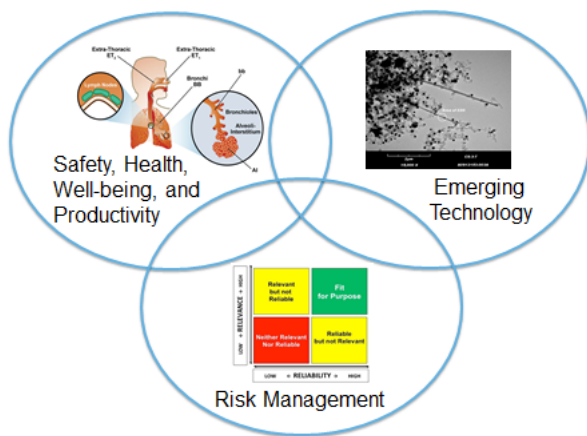 Extra-Thoracic
ET₂
Extra-Thoracic
ET₁
Lymph Nodes
Bronchi
BB
bb
Bronchioles
Alveoli-
Interstitium
AI
Safety, Health,
Well-being, and
Productivity
Emerging
Technology
LOW + RELEVANCE + HIGH
Relevant
but not
Reliable
Fit
for Purpose
Neither Relevant
Nor Reliable
Reliable
but not Relevant
LOW + RELIABILITY + HIGH
Risk Management